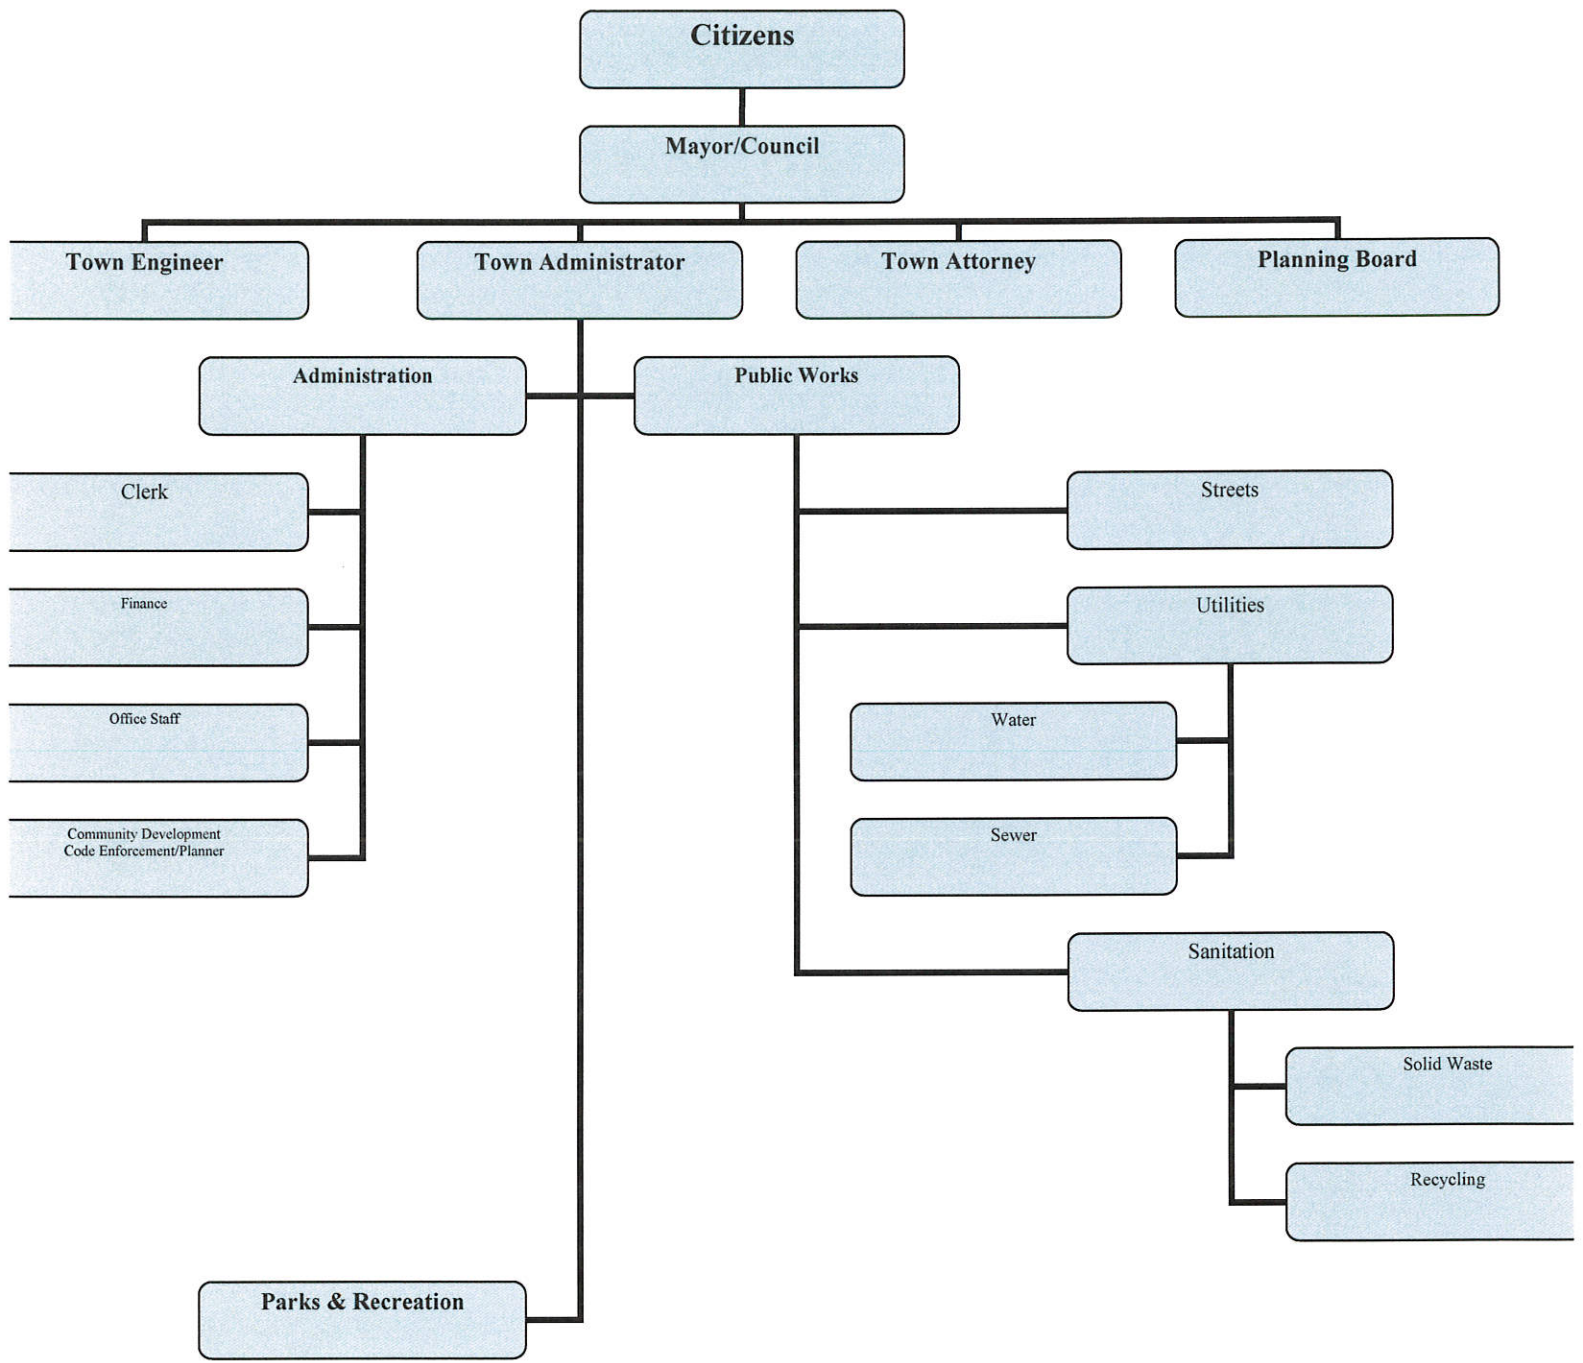 Citizens
Mayor/Council
Town Engineer
Town Administrator
Town Attorney
Planning Board
Administration
Public Works
Clerk
Streets
Finance
Utilities
Office Staff
Water
Community Development
Code Enforcement/Planner
Sewer
Sanitation
Solid Waste
Recycling
Parks & Recreation